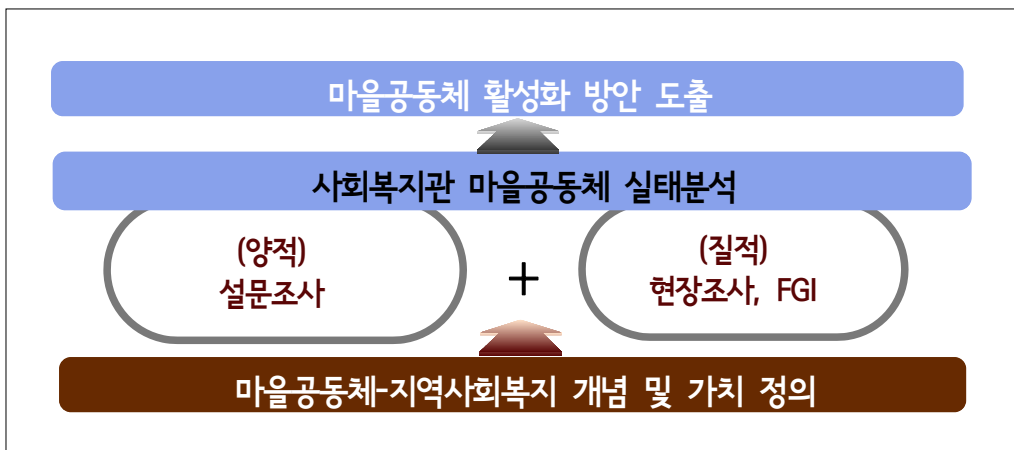 마을공동체 활성화 방안 도출
사회복지관 마을공동체 실태분석
(양적)
설문조사
+
(질적)
현장조사, FGI
마을공동체-지역사회복지 개념 및 가치 정의